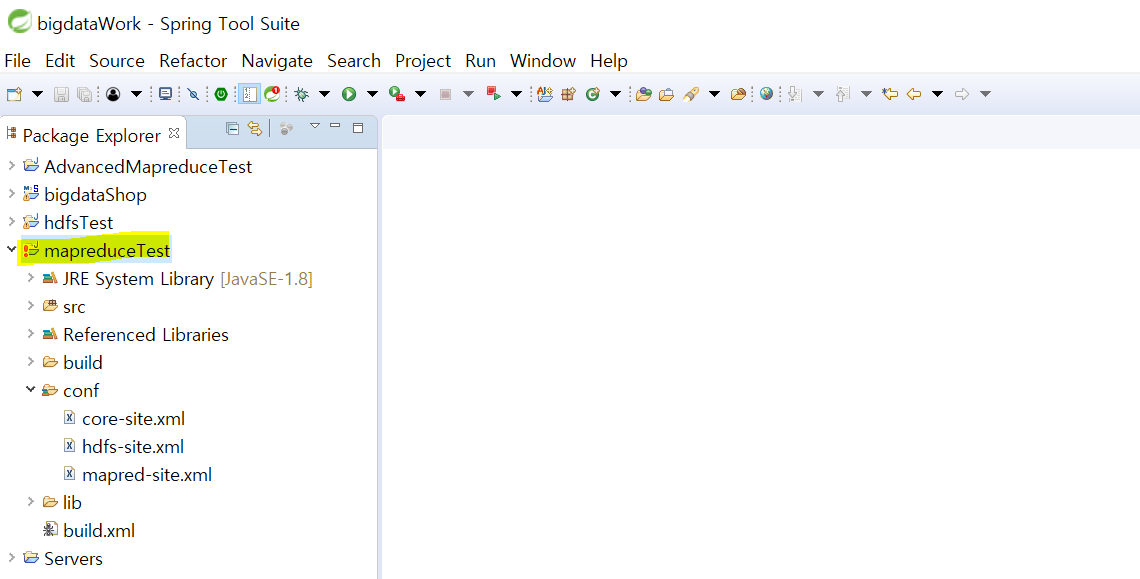 bigdataWork - Spring Tool Suite
File Edit Source Refactor Navigate Search Project Run Window Help
Package Explorer
AdvancedMapreduceTest
bigdataShop
hdfsTest
mapreduceTest
JRE System Library [JavaSE-1.8]
src
Referenced Libraries
build
conf
core-site.xml
hdfs-site.xml
mapred-site.xml
lib
build.xml
Servers